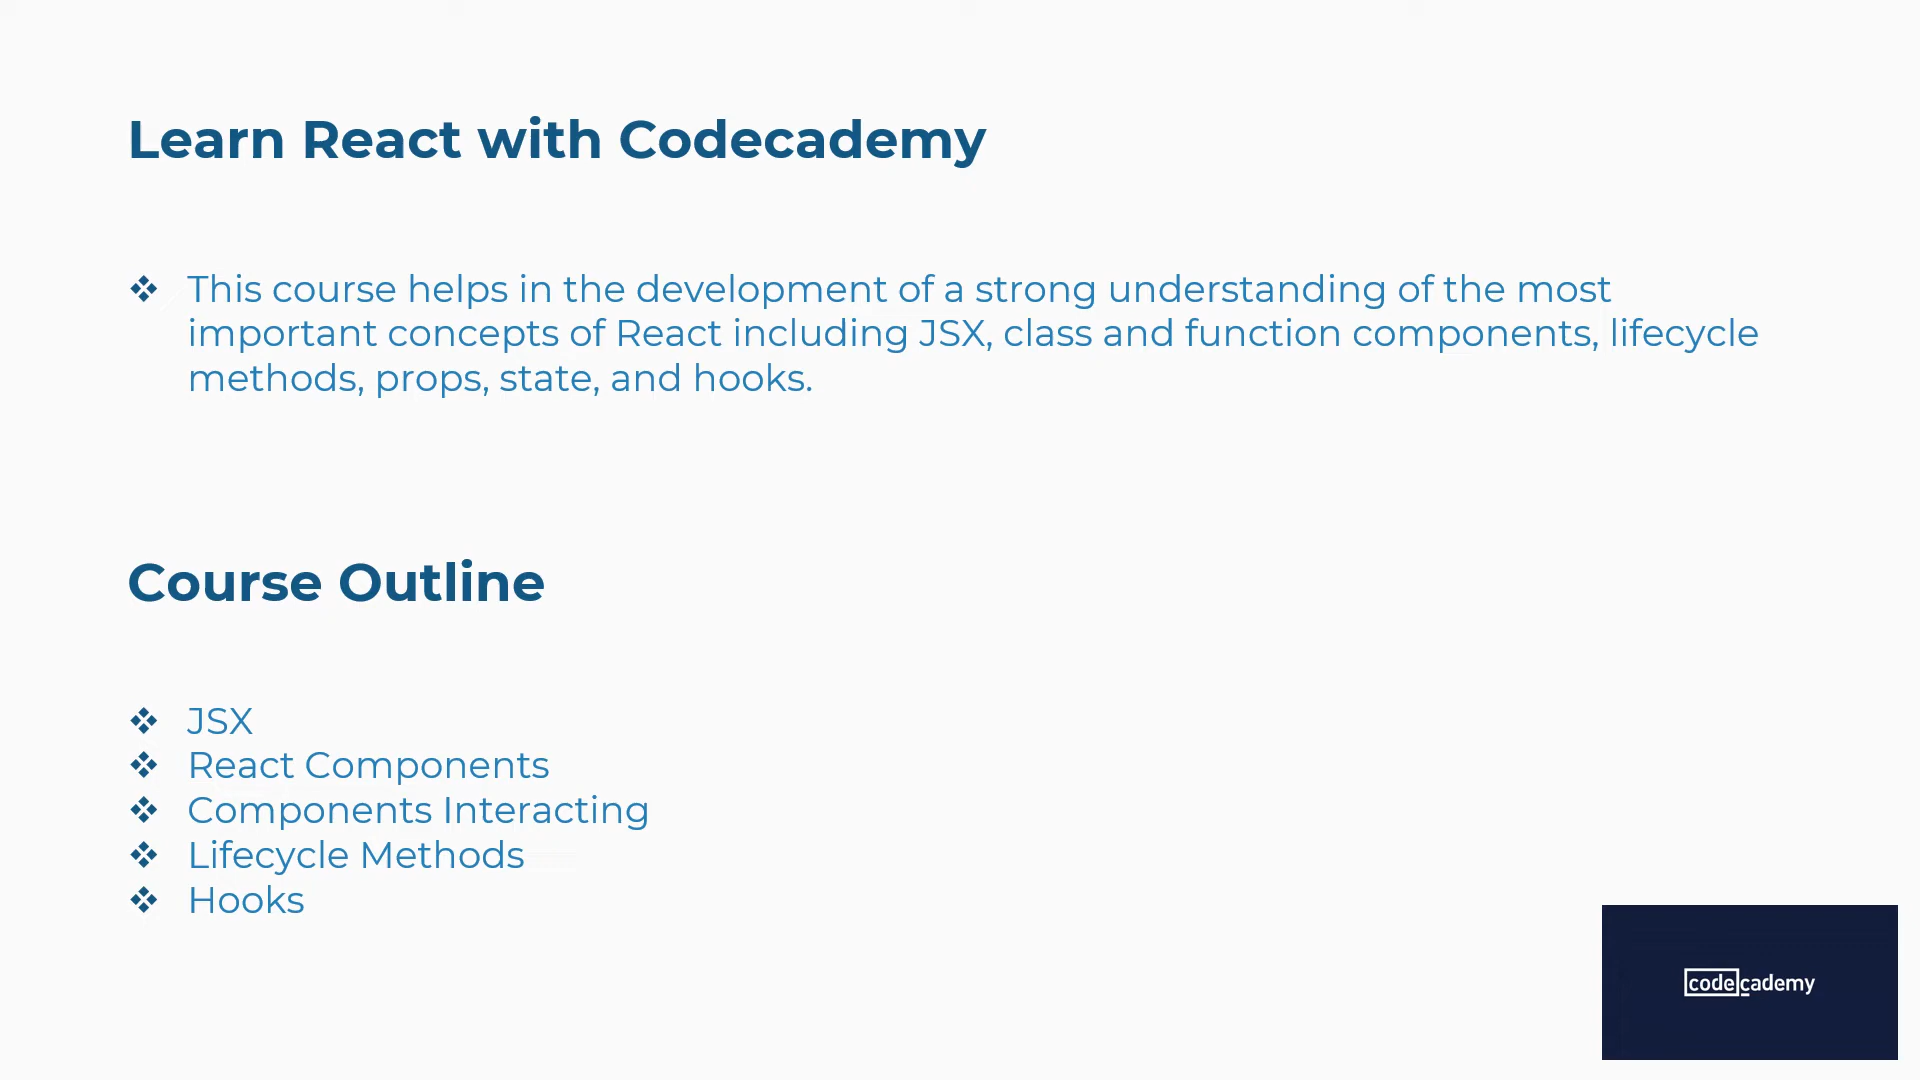 Learn React with Codecademy
❖ This course helps in the development of a strong understanding of the most
important concepts of React including JSX, class and function components, lifecycle
methods, props, state, and hooks.
Course Outline
❖ JSX
❖ React Components
❖ Components Interacting
❖ Lifecycle Methods
❖ Hooks
codecademy